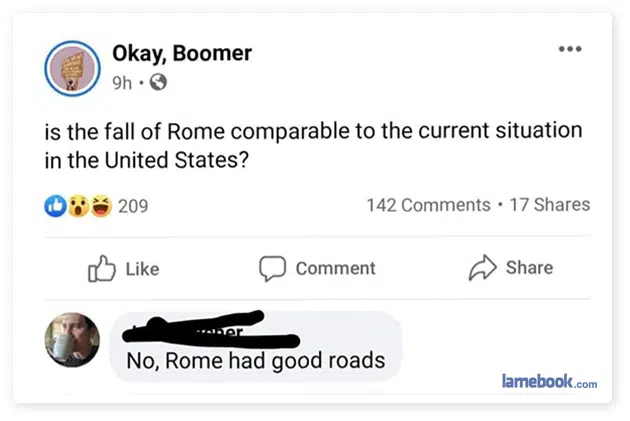 Okay, Boomer
9h
is the fall of Rome comparable to the current situation
in the United States?
209
142 Comments • 17 Shares
Like
Comment
Share
No, Rome had good roads
lamebook.com